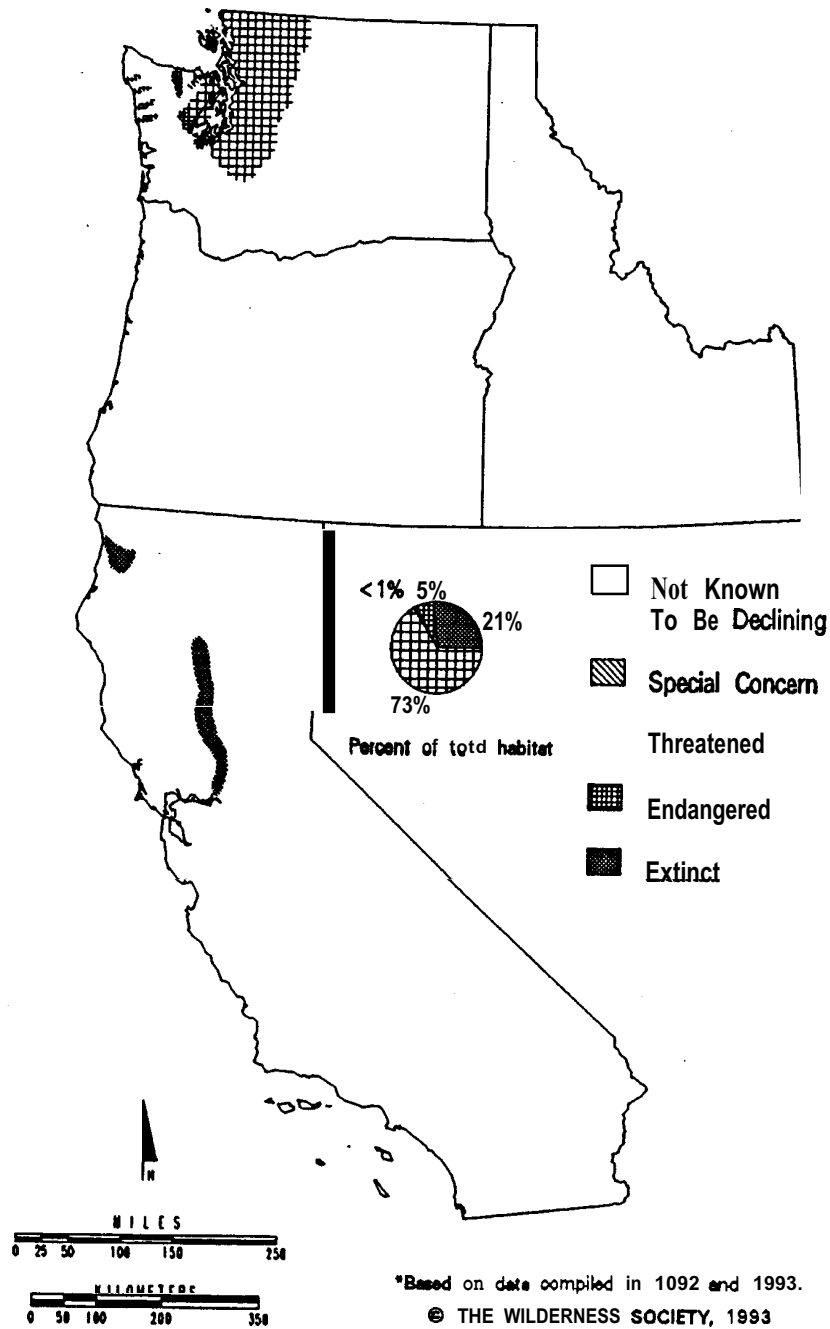 <1% 5%
21%
73%
Percent of totd habitat
Not Known
To Be Declining
Special Concern
Threatened
Endangered
Extinct
N
MILES
0 25 50 100 150 250
KILOMETERS
0 50 100 200 350
*Based on data compiled in 1092 and 1993.
© THE WILDERNESS SOCIETY, 1993